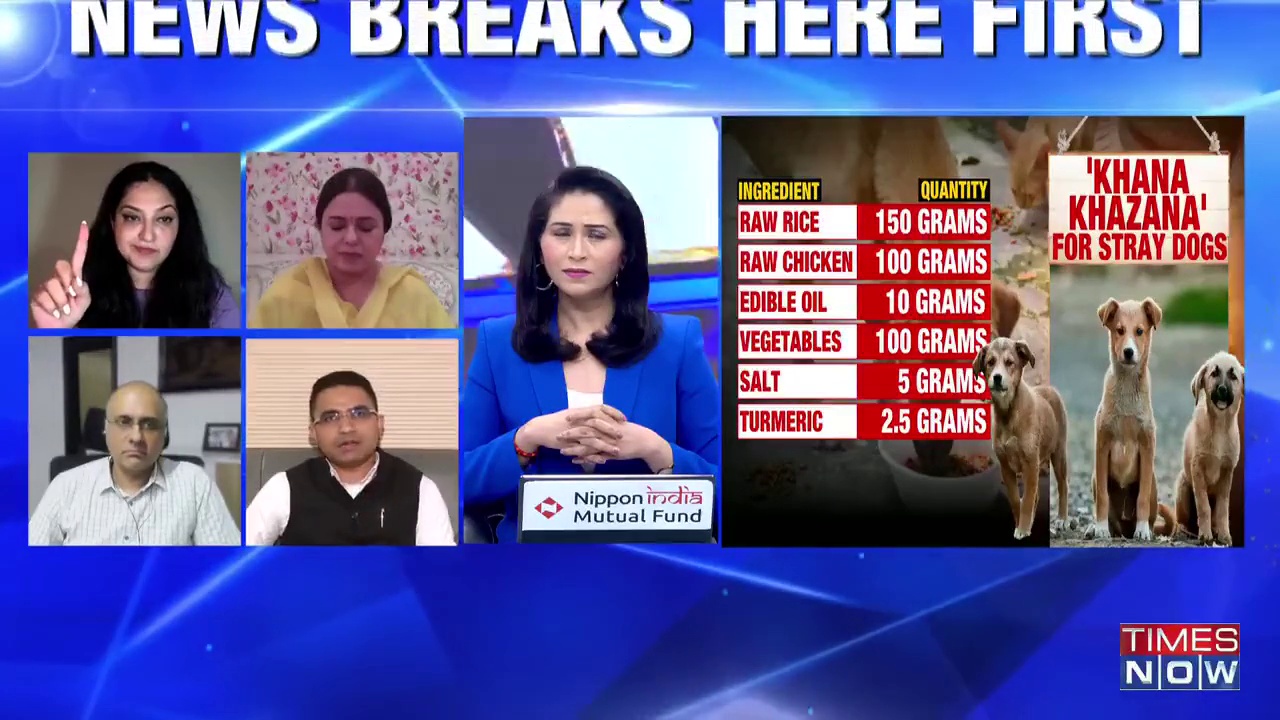 NEWS BREAKS HERE FIRST
INGREDIENT QUANTITY
RAW RICE 150 GRAMS
RAW CHICKEN 100 GRAMS
EDIBLE OIL 10 GRAMS
VEGETABLES 100 GRAMS
SALT 5 GRAMS
TURMERIC 2.5 GRAMS
'KHANA
KHAZANA'
FOR STRAY DOGS
Nippon india
Mutual Fund
TIMES
NOW